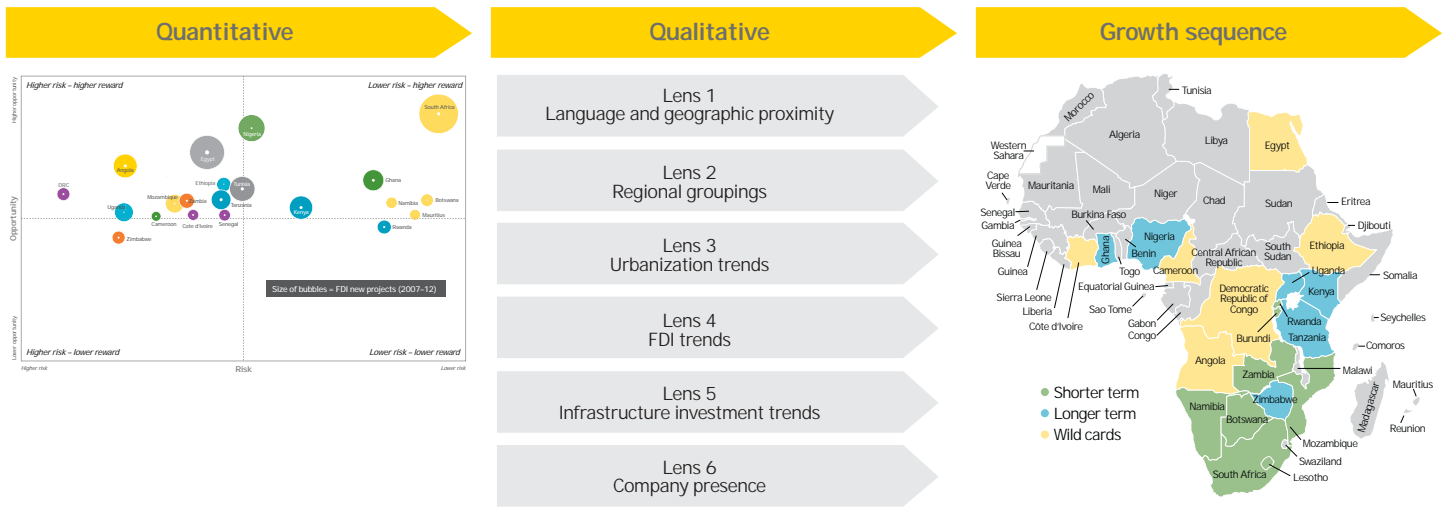 Quantitative
Higher opportunity
Opportunity
Lower opportunity
Higher risk – higher reward
Lower risk – higher reward
South Africa
Nigeria
Egypt
Angola
DRC
Ethiopia
Tunisia
Ghana
Mozambique
Zambia
Tanzania
Namibia
Botswana
Uganda
Kenya
Mauritius
Cameroon
Cote d'Ivoire
Senegal
Rwanda
Zimbabwe
Size of bubbles = FDI new projects (2007–12)
Higher risk – lower reward
Lower risk – lower reward
Higher risk
Risk
Lower risk
Qualitative
Lens 1
Language and geographic proximity
Lens 2
Regional groupings
Lens 3
Urbanization trends
Lens 4
FDI trends
Lens 5
Infrastructure investment trends
Lens 6
Company presence
Growth sequence
Tunisia
Morocco
Algeria
Libya
Egypt
Western
Sahara
Cape
Verde
Mauritania
Mali
Niger
Chad
Sudan
Eritrea
Senegal
Gambia
Burkina Faso
Djibouti
Guinea
Bissau
Guinea
Ghana
Nigeria
Benin
Togo
Cameroon
Central African
Republic
South
Sudan
Ethiopia
Somalia
Sierra Leone
Liberia
Côte d'Ivoire
Equatorial Guinea
Sao Tome
Gabon
Congo
Democratic
Republic of
Congo
Uganda
Kenya
Rwanda
Burundi
Tanzania
Seychelles
Comoros
Angola
Zambia
Malawi
Mauritius
Madagascar
Reunion
Zimbabwe
Namibia
Botswana
Mozambique
Swaziland
Lesotho
South Africa
Shorter term
Longer term
Wild cards